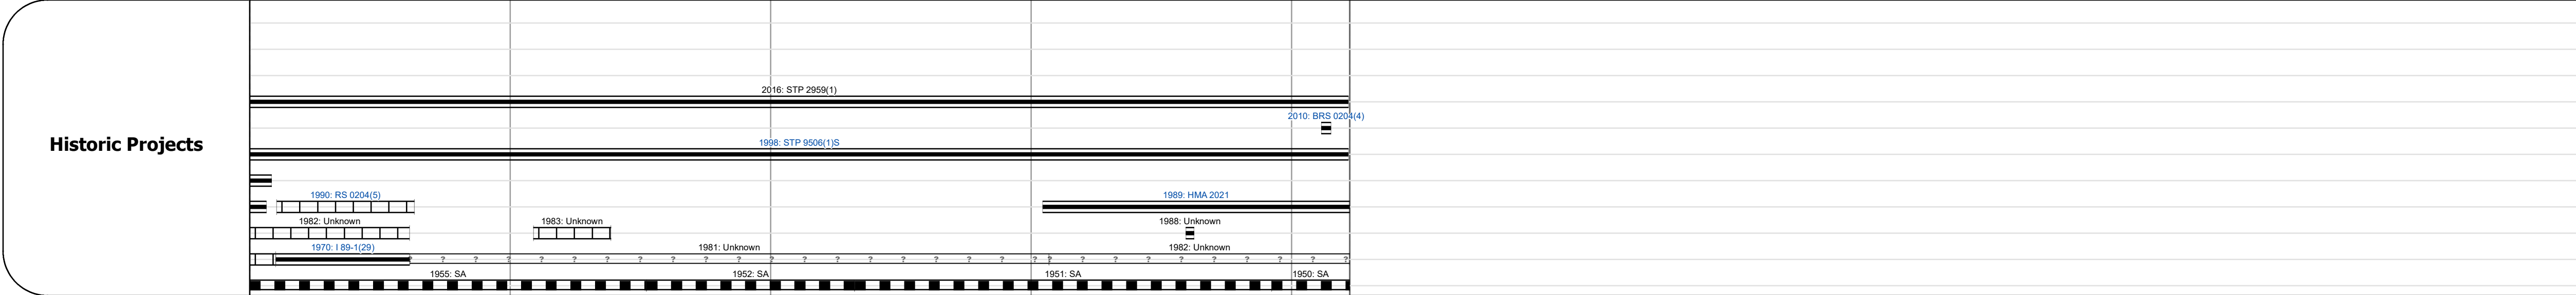 2016: STP 2959(1)
2010: BRS 0204(4)
Historic Projects
1998: STP 9506(1)S
1990: RS 0204(5)
1989: HMA 2021
1982: Unknown
1983: Unknown
1988: Unknown
1970: I 89-1(29)
1981: Unknown
1982: Unknown
? ? ? ? ? ? ? ? ? ? ? ? ? ? ? ? ? ? ? ? ? ? ? ? ? ? ? ? ? ?
1955: SA
1952: SA
1951: SA
1950: SA